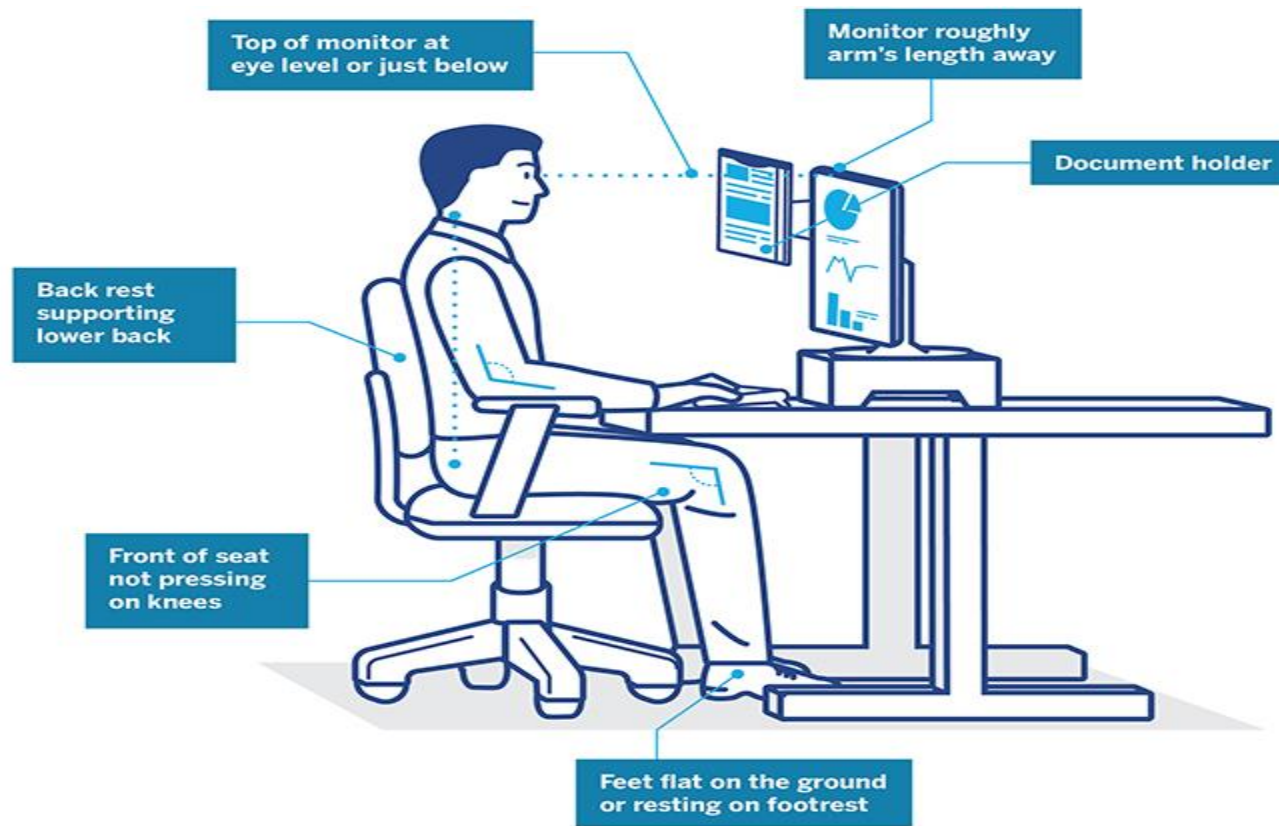 Top of monitor at
eye level or just below
Monitor roughly
arm's length away
Document holder
Back rest
supporting
lower back
Front of seat
not pressing
on knees
Feet flat on the ground
or resting on footrest